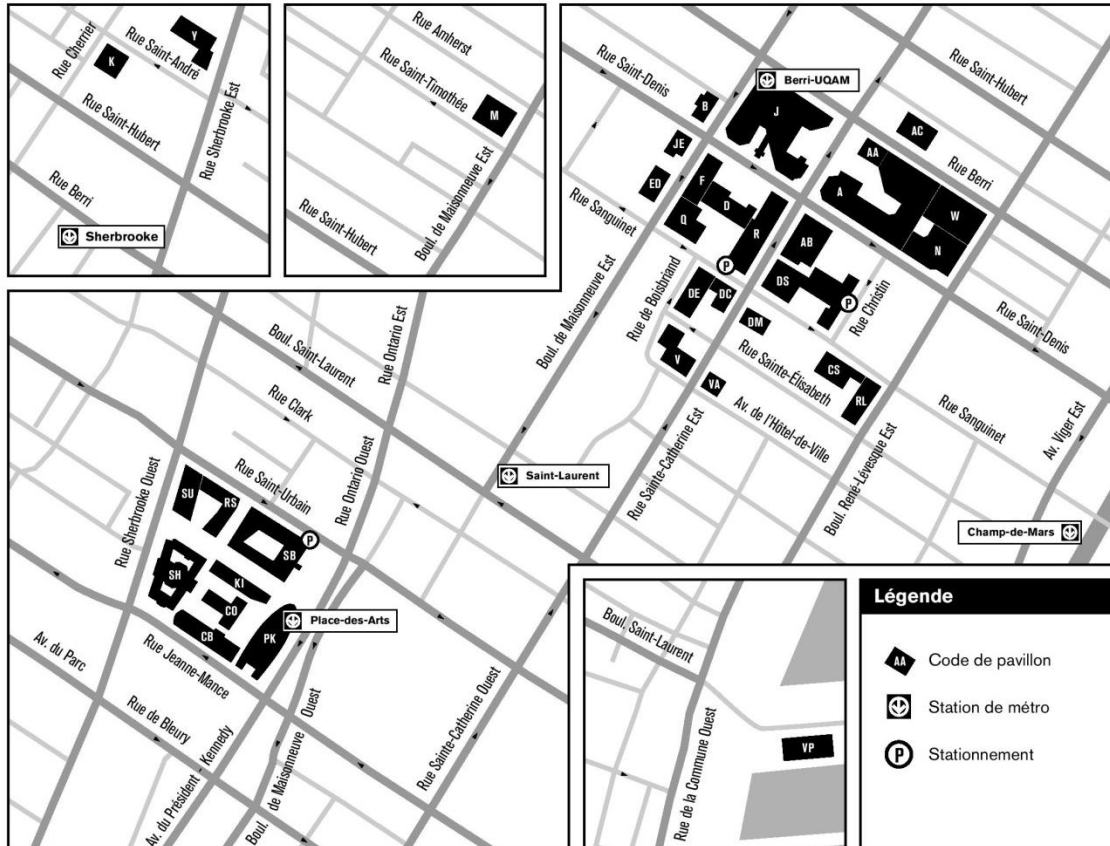 Rue Cherrier
Rue Saint-André
Y
K
Rue Saint-Hubert
Rue Sherbrooke Est
Rue Berri
Sherbrooke
Rue Amherst
Rue Saint-Timothée
M
Boul. de Maisonneuve Est
Rue Saint-Hubert
Rue Saint-Denis
Berri-UQAM
Rue Saint-Hubert
B
J
AC
JE
AA
Rue Berri
ED
F
D
A
W
Rue Sanguinet
Q
R
AB
N
P
DS
P
Rue Christin
Rue Saint-Denis
Rue de Boisbriand
DE
DC
DM
Boul. de Maisonneuve Est
V
Rue Sainte-Élisabeth
CS
RL
VA
Av. de l'Hôtel-de-Ville
Rue Sanguinet
Av. Viger Est
Rue Sainte-Catherine Est
Boul. René-Lévesque Est
Saint-Laurent
Champ-de-Mars
Boul. Saint-Laurent
Rue Ontario Est
Rue Clark
Rue Sherbrooke Ouest
Rue Saint-Urbain
Rue Ontario Ouest
SU
RS
P
SB
SH
KI
CO
CB
PK
Place-des-Arts
Av. du Parc
Rue Jeanne-Mance
Rue de Bleury
Av. du Président - Kennedy
Boul. de Maisonneuve Ouest
Rue Sainte-Catherine Ouest
Boul. Saint-Laurent
VP
Rue de la Commune Ouest
Légende
AA Code de pavillon
Station de métro
P Stationnement